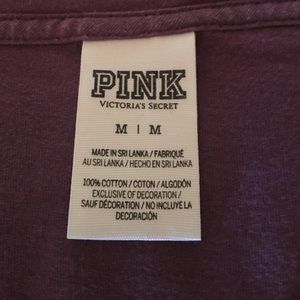 PINK
VICTORIA'S SECRET
M | M
MADE IN SRI LANKA / FABRIQUÉ
AU SRI LANKA / HECHO EN SRI LANKA
100% COTTON / COTON / ALGODÓN
EXCLUSIVE OF DECORATION /
SAUF DÉCORATION / NO INCLUYE LA
DECORACIÓN